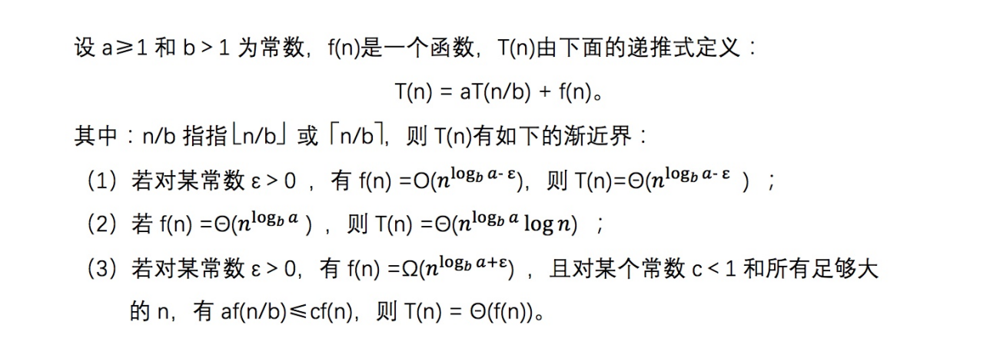 设 a⩾1 和 b > 1 为常数，f(n)是一个函数，T(n)由下面的递推式定义：
T(n) = aT(n/b) + f(n)。
其中：n/b 指指⌊n/b⌋ 或 ⌈n/b⌉，则 T(n)有如下的渐近界：
（1）若对某常数 ε > 0 ，有 f(n) =O(n^{log_b a- ε})，则 T(n)=Θ(n^{log_b a- ε} ) ；
（2）若 f(n) =Θ(n^{log_b a} ) ，则 T(n) =Θ(n^{log_b a} log n) ；
（3）若对某常数 ε > 0，有 f(n) =Ω(n^{log_b a+ε}) ，且对某个常数 c < 1 和所有足够大
的 n，有 af(n/b)⩽cf(n)，则 T(n) = Θ(f(n))。